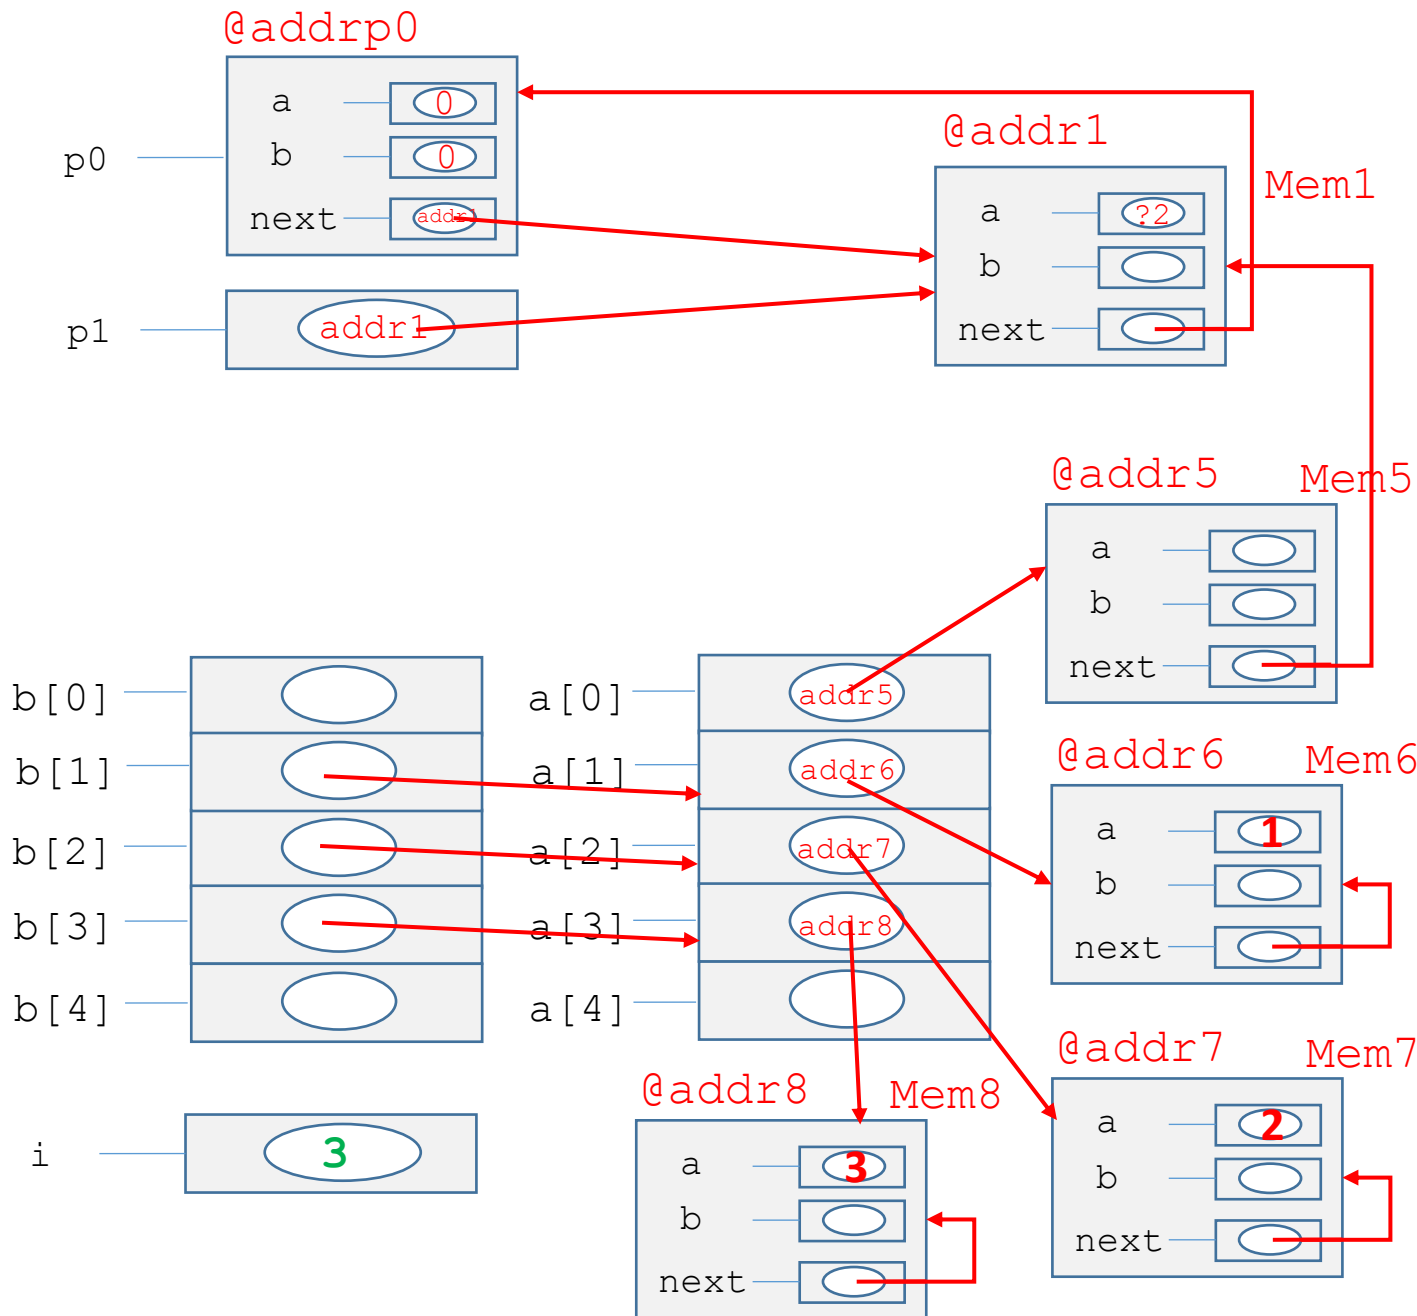 @addrp0
a 0
p0
b 0
next addr1
@addr1
Mem1
a ?2
b
next
p1 addr1
@addr5
Mem5
a
b
next
b[0]
a[0] addr5
b[1]
a[1] addr6
b[2]
a[2] addr7
b[3]
a[3] addr8
b[4]
a[4]
@addr6
Mem6
a 1
b
next
@addr7
Mem7
a 2
b
next
@addr8
Mem8
a 3
b
next
i 3